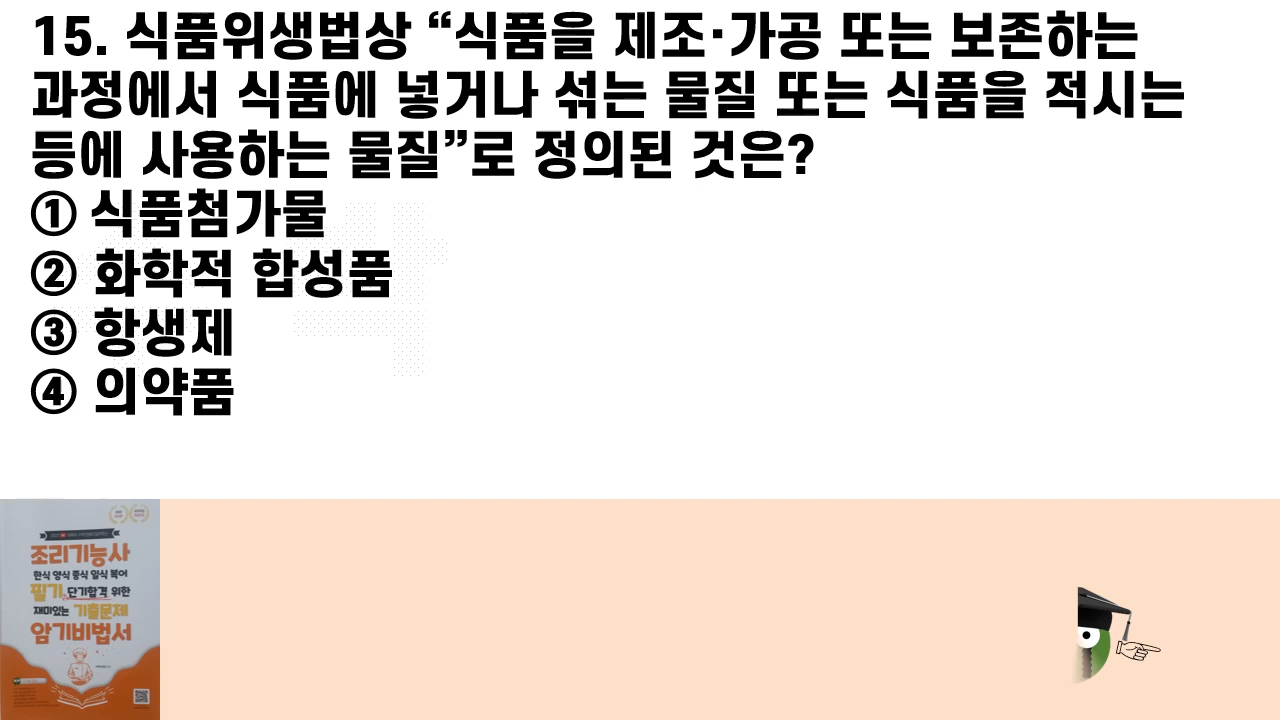 15. 식품위생법상 “식품을 제조·가공 또는 보존하는
과정에서 식품에 넣거나 섞는 물질 또는 식품을 적시는
등에 사용하는 물질”로 정의된 것은?
① 식품첨가물
② 화학적 합성품
③ 항생제
④ 의약품
조리기능사
한식 양식 중식 일식 복어
필기 단기합격 위한
재미있는 기출문제
암기비법서